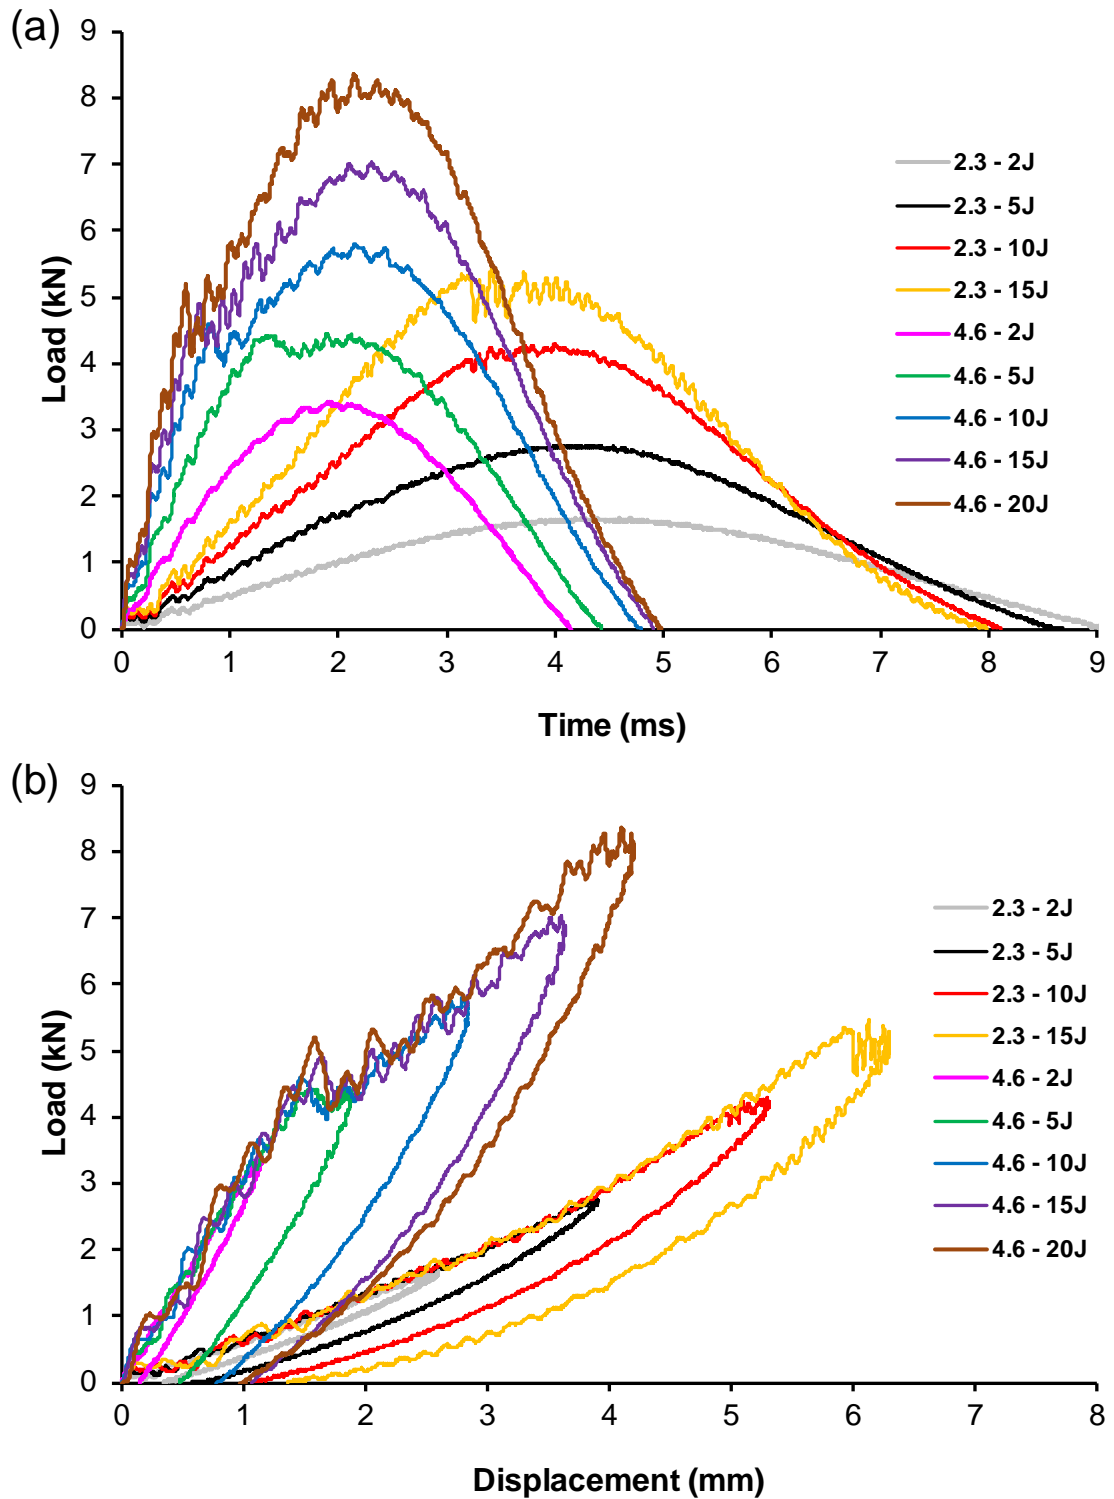 (a)
9
8
7
6
5
4
3
2
1
0
Load (kN)
0 1 2 3 4 5 6 7 8 9
Time (ms)
2.3 - 2J
2.3 - 5J
2.3 - 10J
2.3 - 15J
4.6 - 2J
4.6 - 5J
4.6 - 10J
4.6 - 15J
4.6 - 20J
(b)
9
8
7
6
5
4
3
2
1
0
Load (kN)
0 1 2 3 4 5 6 7 8
Displacement (mm)
2.3 - 2J
2.3 - 5J
2.3 - 10J
2.3 - 15J
4.6 - 2J
4.6 - 5J
4.6 - 10J
4.6 - 15J
4.6 - 20J